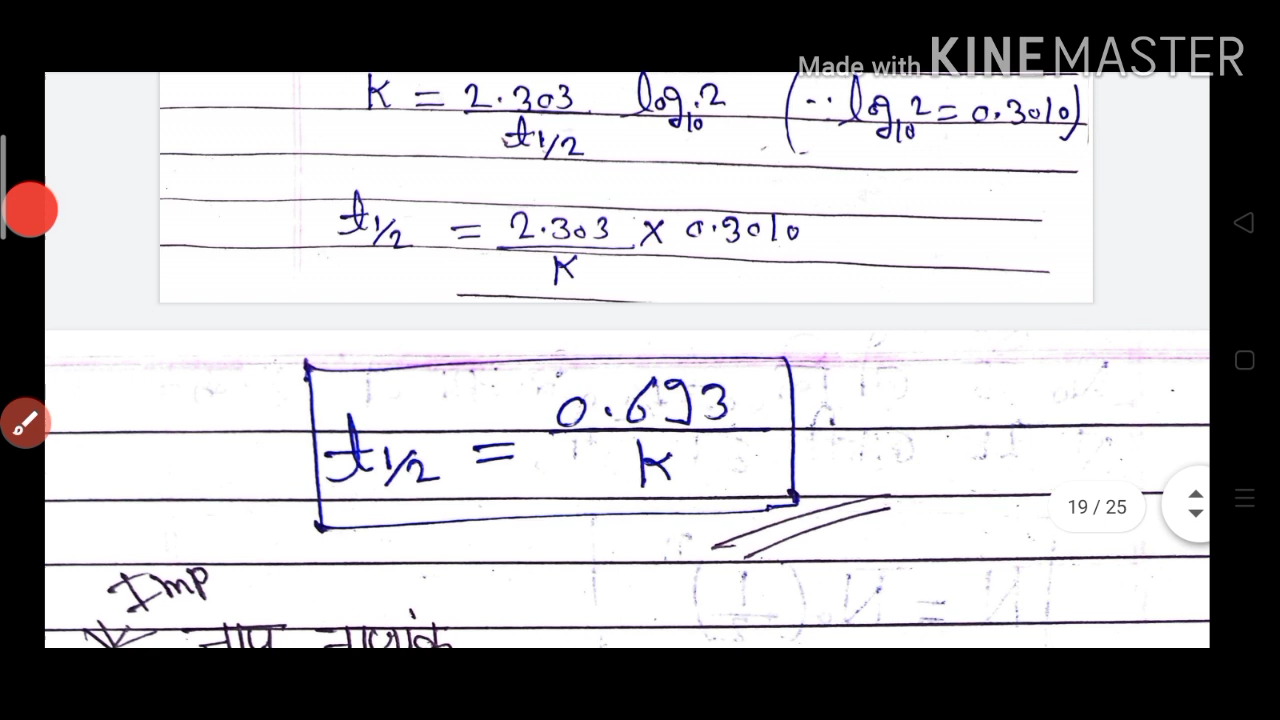 Made with KINEMASTER
K = 2.303 / t1/2 log10 2 (∵ log10 2 = 0.3010)
t1/2 = 2.303 / K × 0.3010
t1/2 = 0.693 / K
19 / 25
Imp